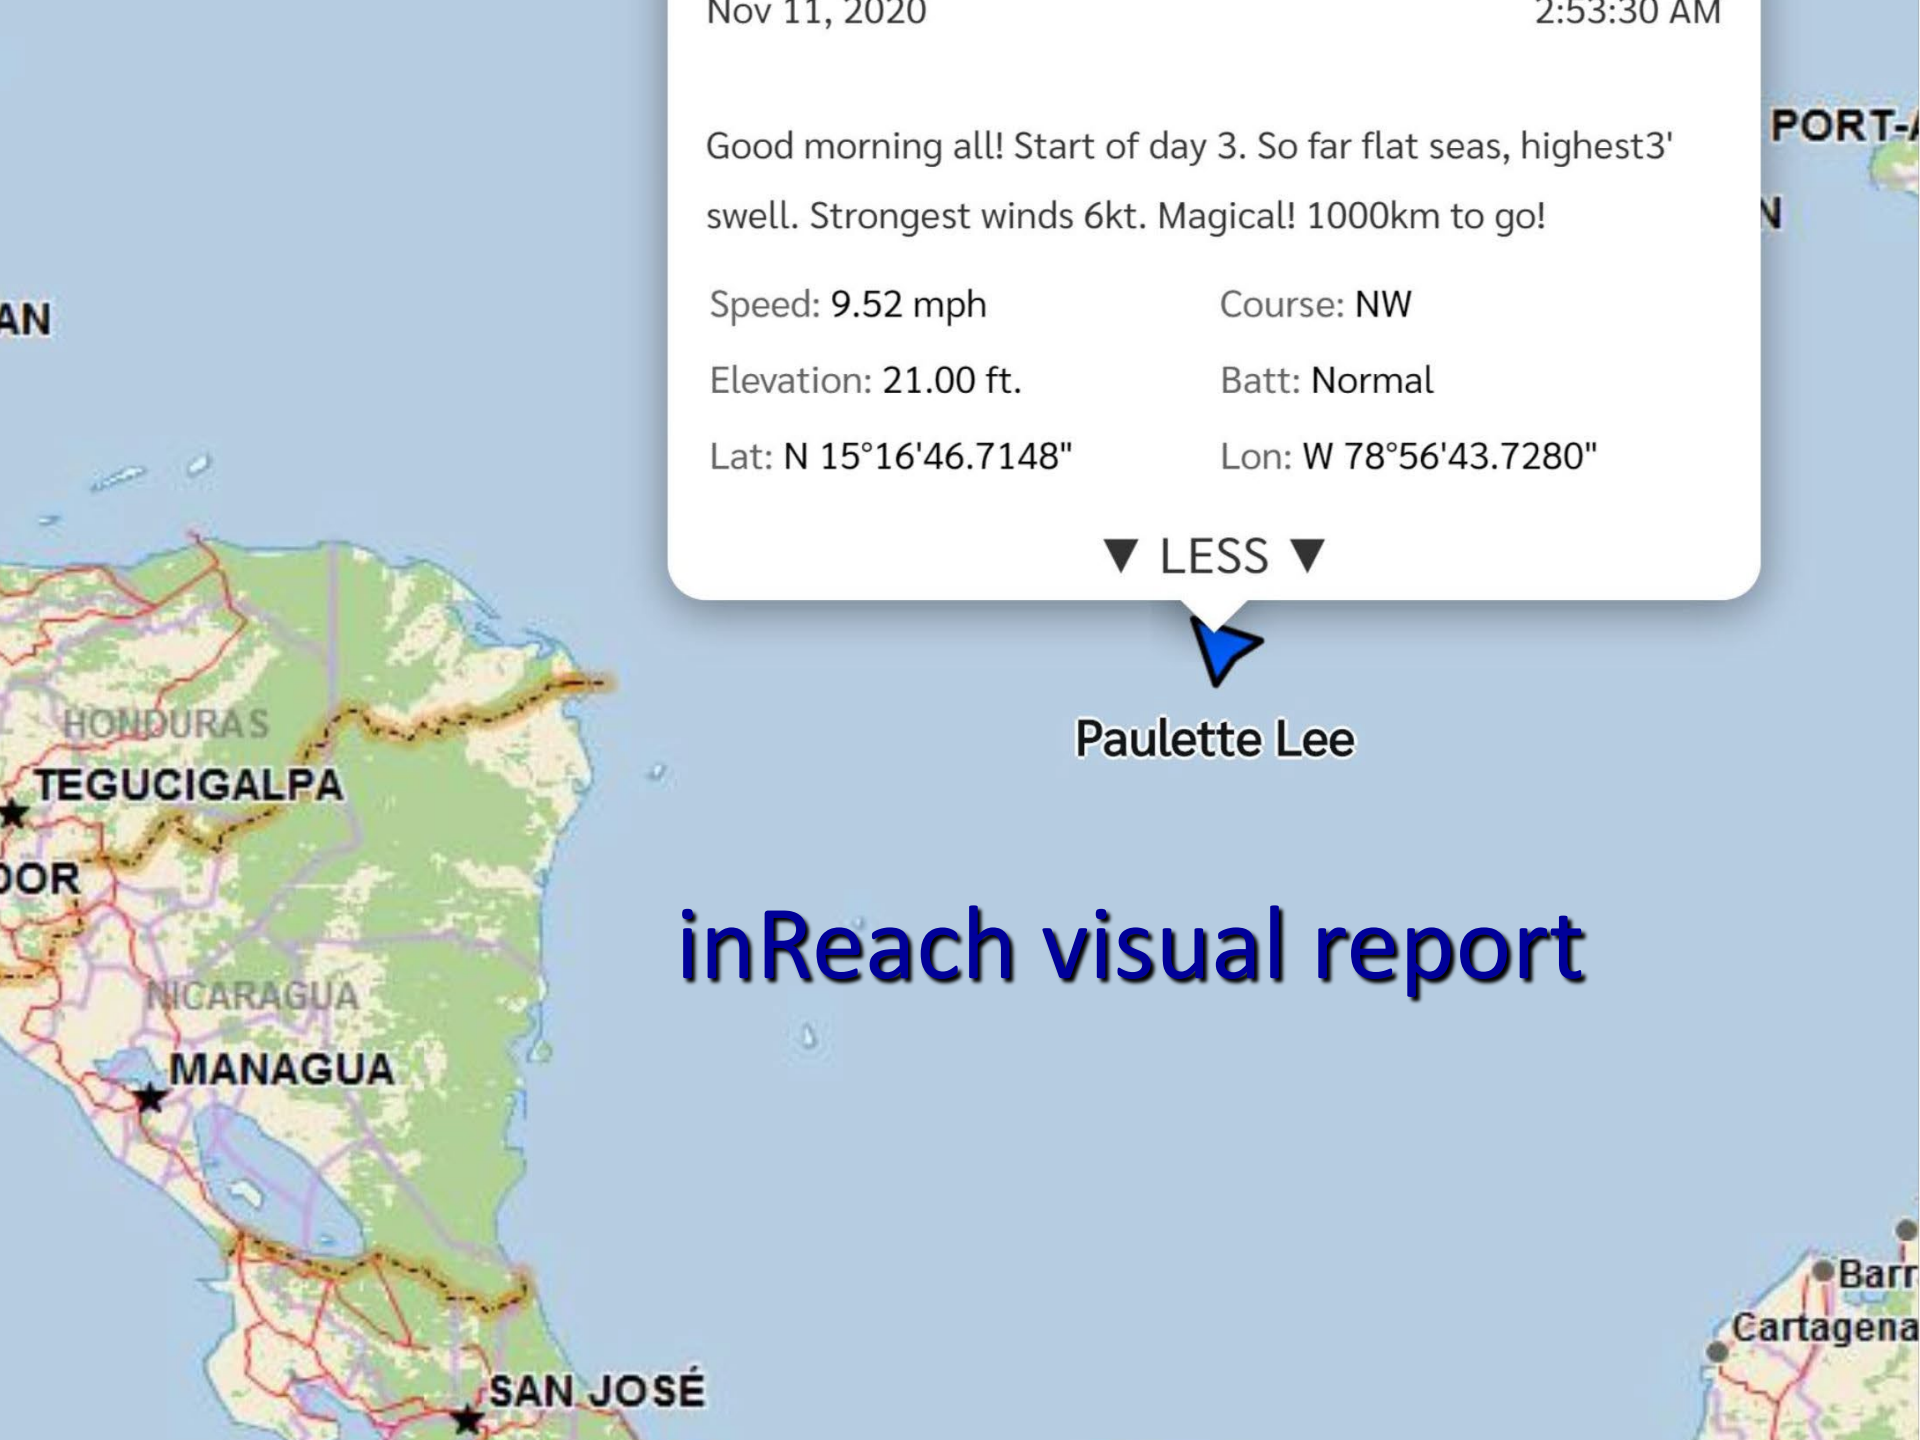 Nov 11, 2020 2:53:30 AM
Good morning all! Start of day 3. So far flat seas, highest3'
swell. Strongest winds 6kt. Magical! 1000km to go!
Speed: 9.52 mph Course: NW
Elevation: 21.00 ft. Batt: Normal
Lat: N 15°16'46.7148" Lon: W 78°56'43.7280"
▼ LESS ▼
PORT-A
N
AN
Paulette Lee
HONDURAS
TEGUCIGALPA
DOR
inReach visual report
NICARAGUA
MANAGUA
Barr
Cartagena
SAN JOSÉ